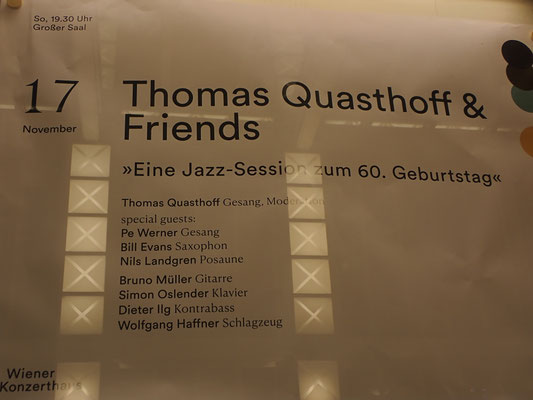 So, 19.30 Uhr
Großer Saal
17
November
Thomas Quasthoff &
Friends
»Eine Jazz-Session zum 60. Geburtstag«
Thomas Quasthoff Gesang, Moderation
special guests:
Pe Werner Gesang
Bill Evans Saxophon
Nils Landgren Posaune
Bruno Müller Gitarre
Simon Oslender Klavier
Dieter Ilg Kontrabass
Wolfgang Haffner Schlagzeug
Wiener
Konzerthaus